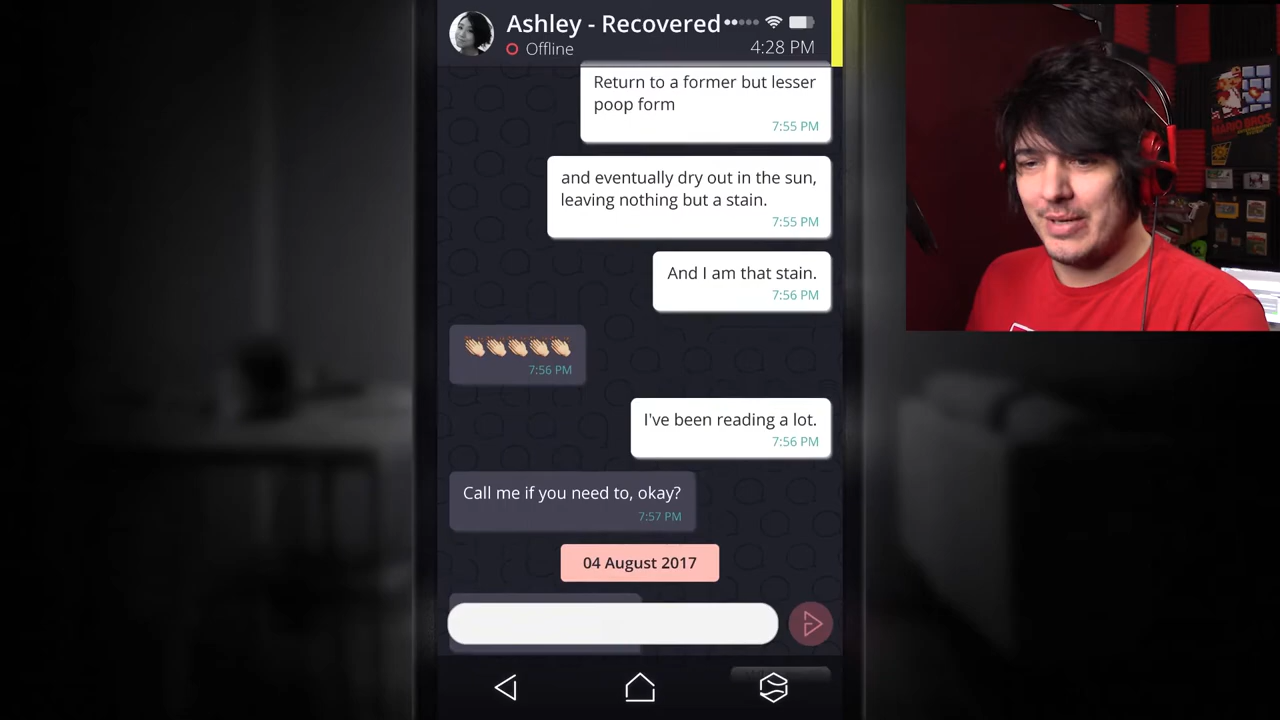 Ashley - Recovered
Offline
4:28 PM
Return to a former but lesser
poop form
7:55 PM
and eventually dry out in the sun,
leaving nothing but a stain.
7:55 PM
And I am that stain.
7:56 PM
👏🏻👏🏻👏🏻👏🏻👏🏻
7:56 PM
I've been reading a lot.
7:56 PM
Call me if you need to, okay?
7:57 PM
04 August 2017
MARIO BROS.